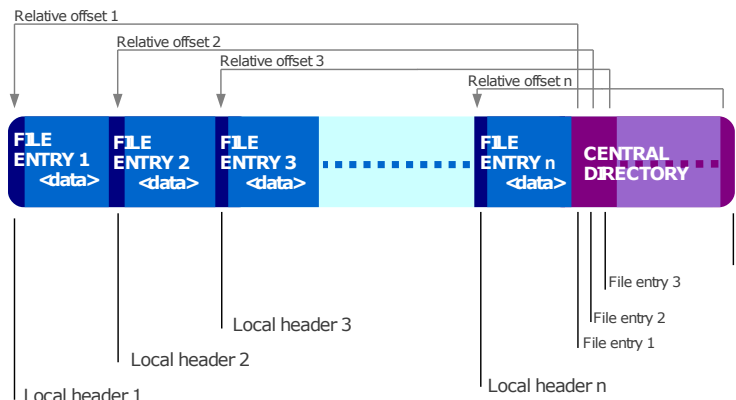 Relative offset 1
Relative offset 2
Relative offset 3
Relative offset n
FILE
ENTRY 1
<data>
FILE
ENTRY 2
<data>
FILE
ENTRY 3
<data>
FILE
ENTRY n
<data>
CENTRAL
DIRECTORY
File entry 3
File entry 2
File entry 1
Local header 3
Local header 2
Local header n
Local header 1